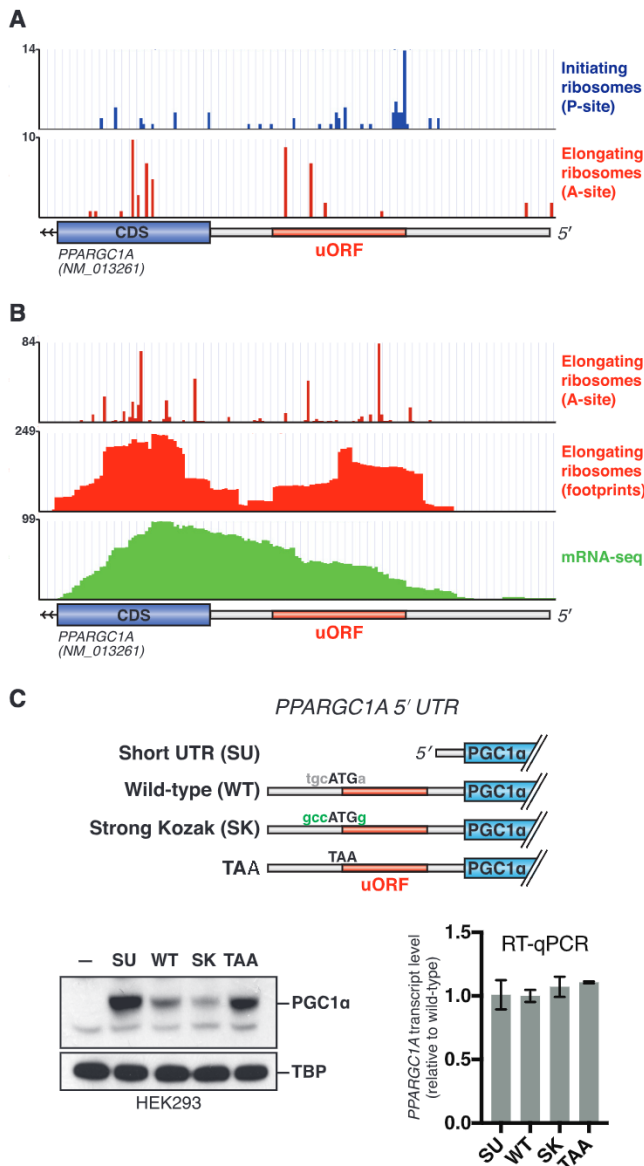 A
14
Initiating
ribosomes
(P-site)
10
Elongating
ribosomes
(A-site)
CDS
5′
PPARGC1A
(NM_013261)
uORF
B
84
Elongating
ribosomes
(A-site)
249
Elongating
ribosomes
(footprints)
99
mRNA-seq
CDS
5′
PPARGC1A
(NM_013261)
uORF
C
PPARGC1A 5′ UTR
Short UTR (SU)
5′
PGC1α
tgcATGa
Wild-type (WT)
PGC1α
gccATGg
Strong Kozak (SK)
PGC1α
TAA
TAA
PGC1α
uORF
– SU WT SK TAA
PGC1α
TBP
HEK293
RT-qPCR
PPARGC1A transcript level
(relative to wild-type)
1.5
1.0
0.5
0.0
SU
WT
SK
TAA